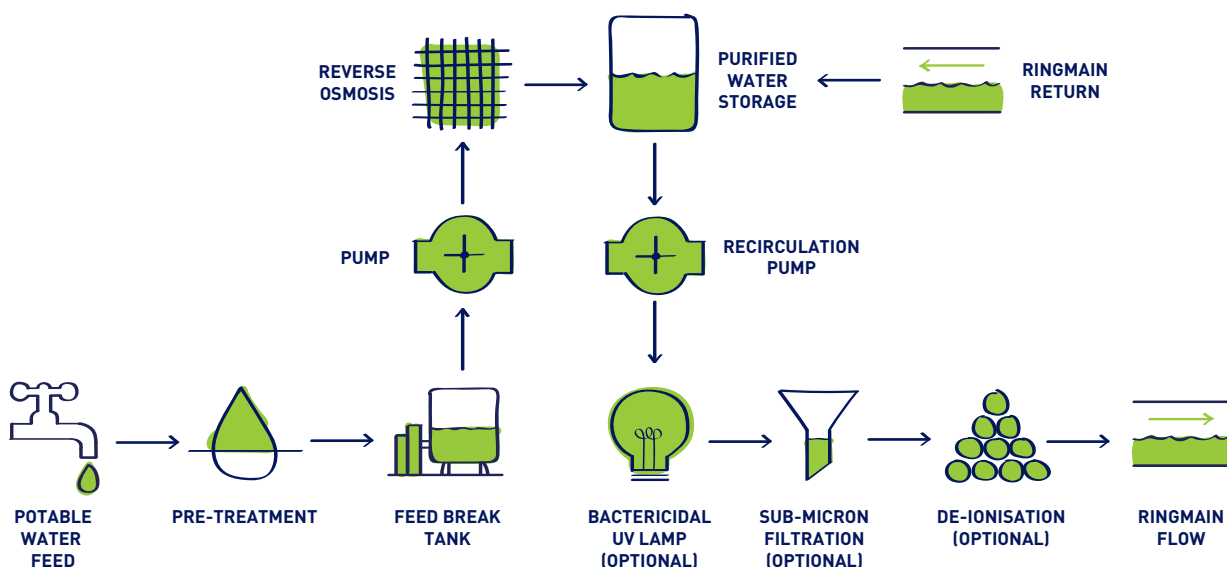 REVERSE
OSMOSIS
PURIFIED
WATER
STORAGE
RINGMAIN
RETURN
PUMP
RECIRCULATION
PUMP
POTABLE
WATER
FEED
PRE-TREATMENT
FEED BREAK
TANK
BACTERICIDAL
UV LAMP
(OPTIONAL)
SUB-MICRON
FILTRATION
(OPTIONAL)
DE-IONISATION
(OPTIONAL)
RINGMAIN
FLOW